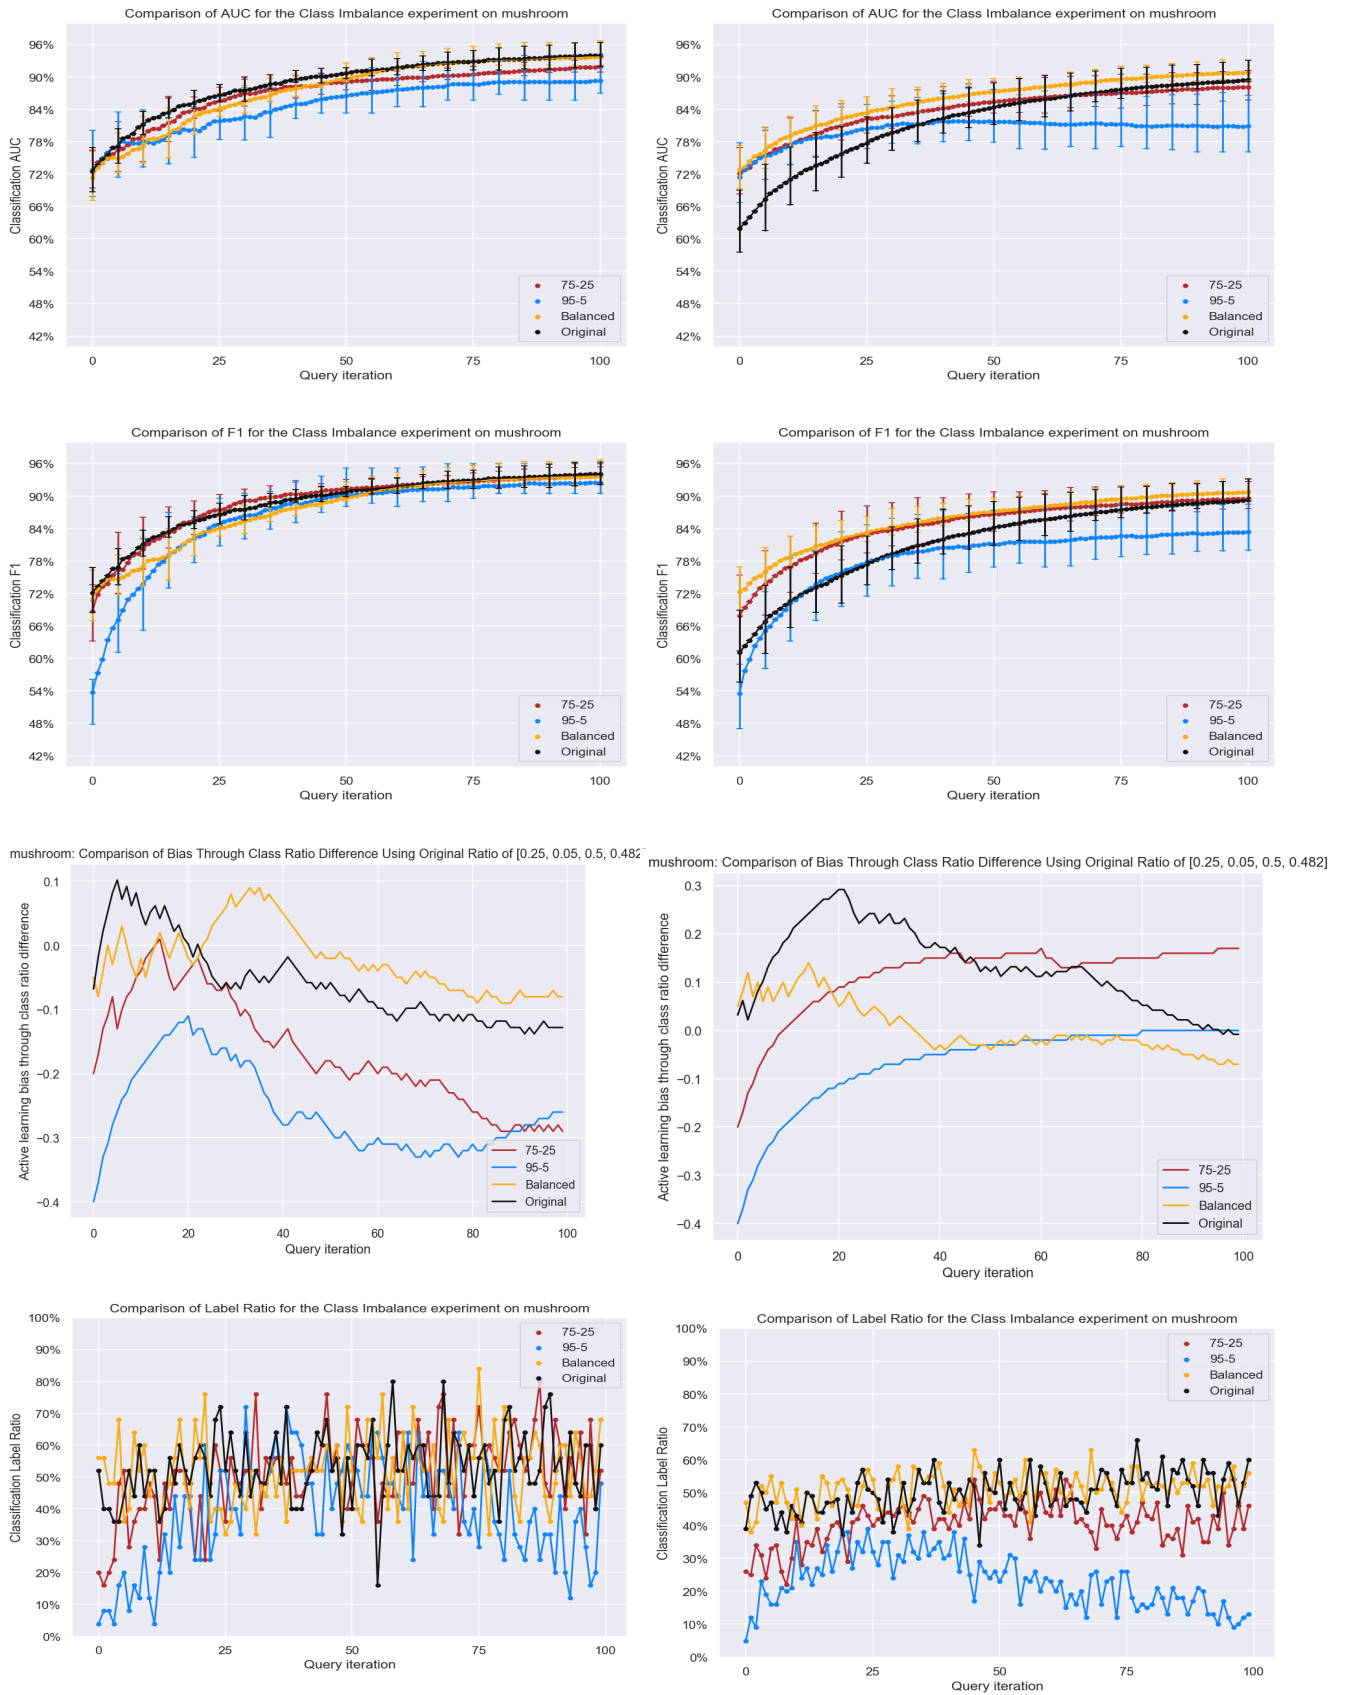 Comparison of AUC for the Class Imbalance experiment on mushroom
Classification AUC
96%
90%
84%
78%
72%
66%
60%
54%
48%
42%
75-25
95-5
Balanced
Original
0 25 50 75 100
Query iteration
Comparison of AUC for the Class Imbalance experiment on mushroom
Classification AUC
96%
90%
84%
78%
72%
66%
60%
54%
48%
42%
75-25
95-5
Balanced
Original
0 25 50 75 100
Query iteration
Comparison of F1 for the Class Imbalance experiment on mushroom
Classification F1
96%
90%
84%
78%
72%
66%
60%
54%
48%
42%
75-25
95-5
Balanced
Original
0 25 50 75 100
Query iteration
Comparison of F1 for the Class Imbalance experiment on mushroom
Classification F1
96%
90%
84%
78%
72%
66%
60%
54%
48%
42%
75-25
95-5
Balanced
Original
0 25 50 75 100
Query iteration
mushroom: Comparison of Bias Through Class Ratio Difference Using Original Ratio of [0.25, 0.05, 0.5, 0.482
Active learning bias through class ratio difference
0.1
0.0
−0.1
−0.2
−0.3
−0.4
75-25
95-5
Balanced
Original
0 20 40 60 80 100
Query iteration
mushroom: Comparison of Bias Through Class Ratio Difference Using Original Ratio of [0.25, 0.05, 0.5, 0.482]
Active learning bias through class ratio difference
0.3
0.2
0.1
0.0
−0.1
−0.2
−0.3
−0.4
75-25
95-5
Balanced
Original
0 20 40 60 80 100
Query iteration
Comparison of Label Ratio for the Class Imbalance experiment on mushroom
Classification Label Ratio
100%
90%
80%
70%
60%
50%
40%
30%
20%
10%
0%
75-25
95-5
Balanced
Original
0 25 50 75 100
Query iteration
Comparison of Label Ratio for the Class Imbalance experiment on mushroom
Classification Label Ratio
100%
90%
80%
70%
60%
50%
40%
30%
20%
10%
0%
75-25
95-5
Balanced
Original
0 25 50 75 100
Query iteration